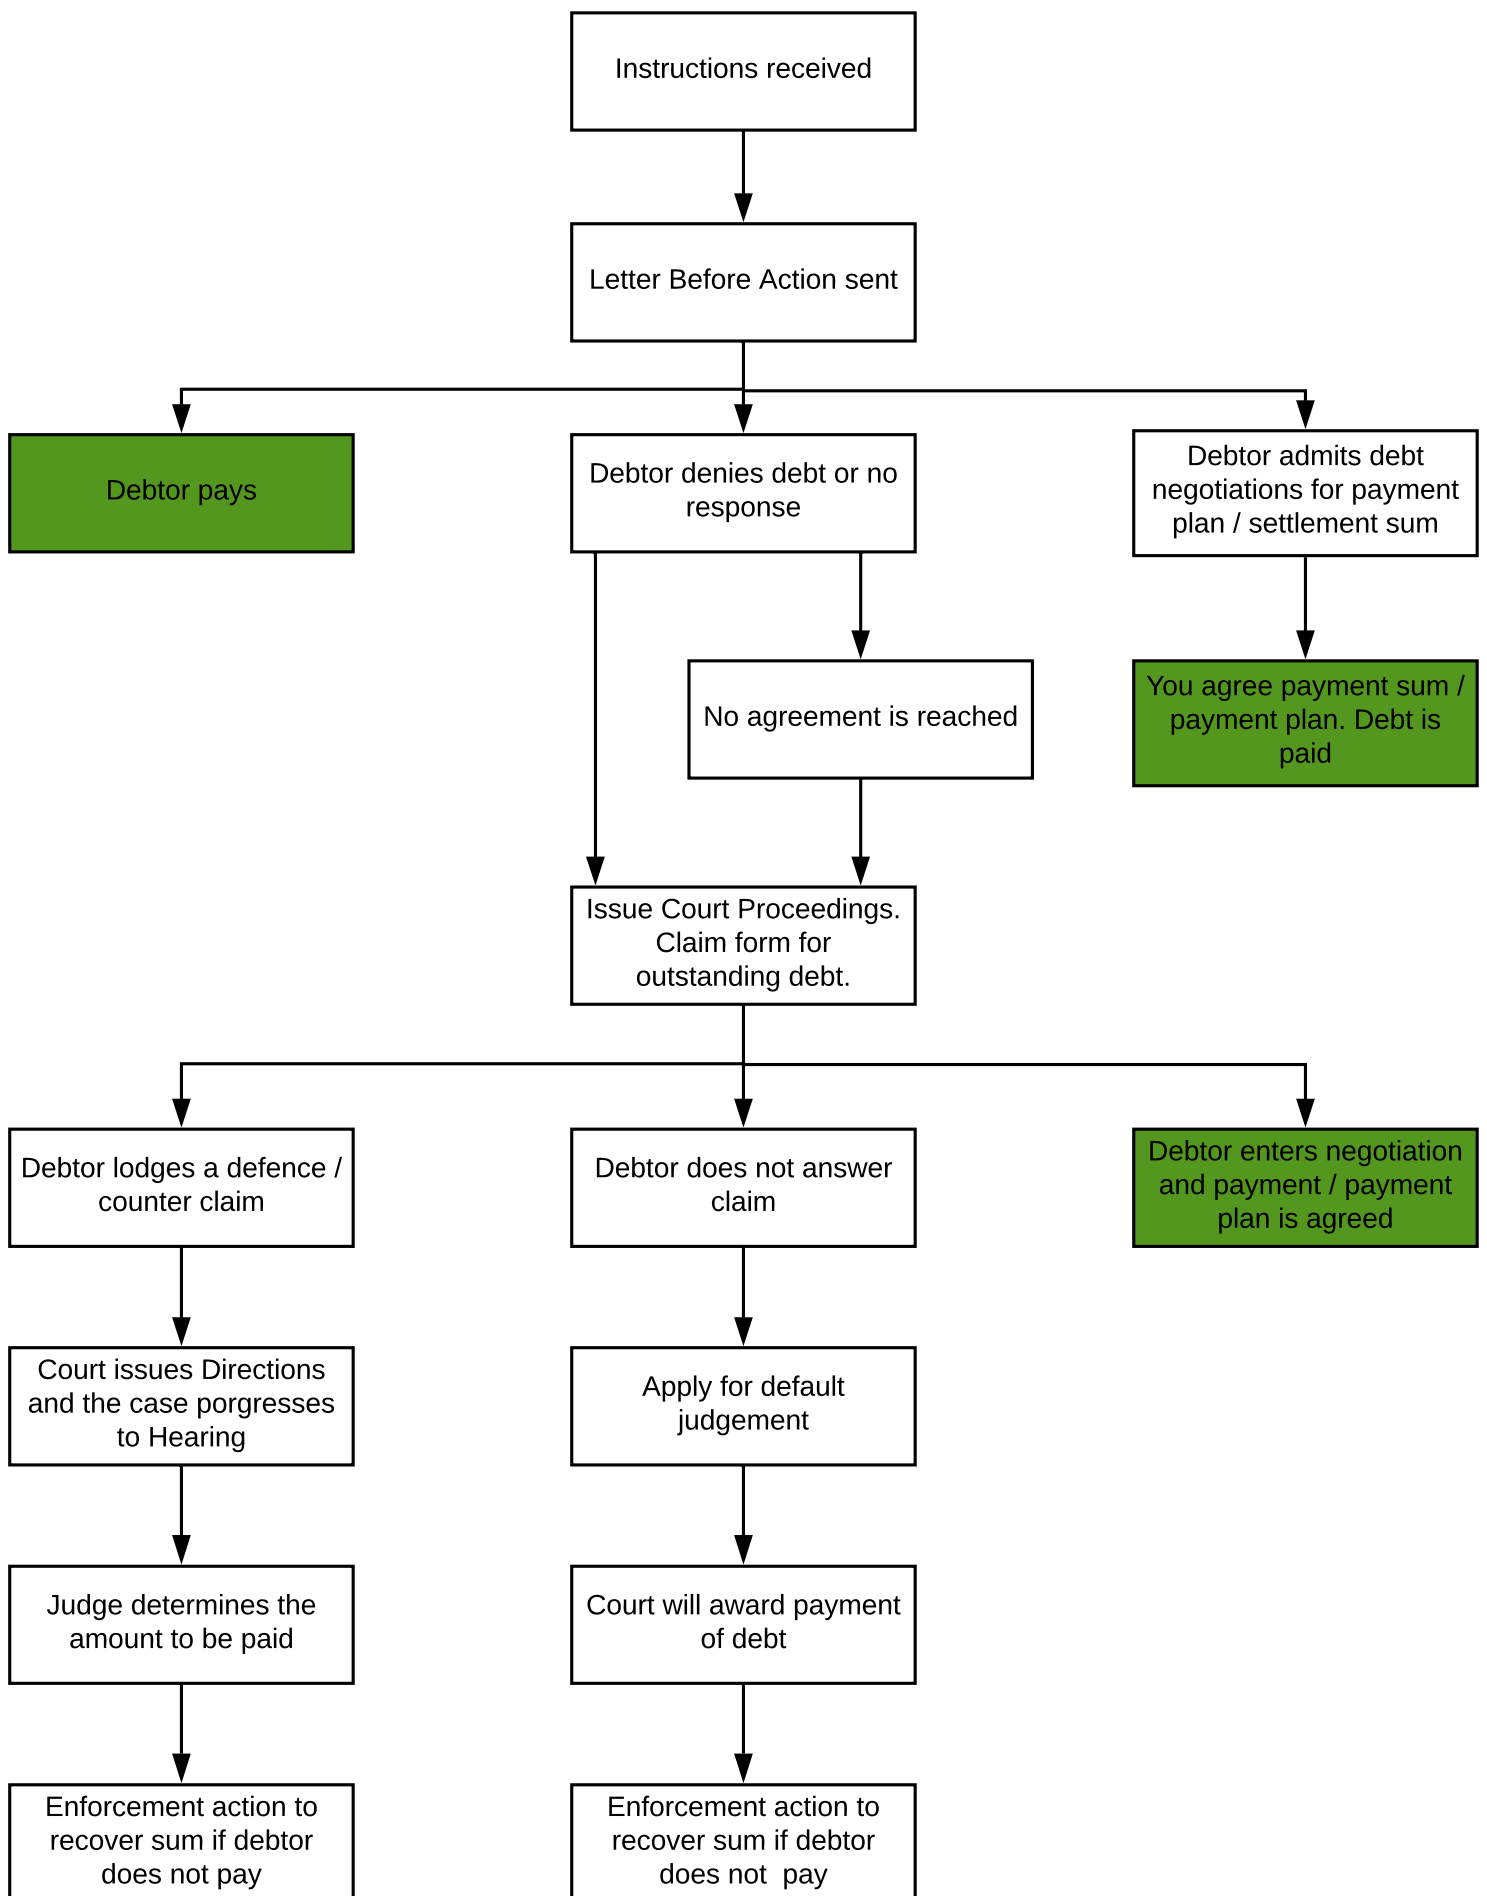 Instructions received
Letter Before Action sent
Debtor pays
Debtor denies debt or no
response
Debtor admits debt
negotiations for payment
plan / settlement sum
No agreement is reached
You agree payment sum /
payment plan. Debt is
paid
Issue Court Proceedings.
Claim form for
outstanding debt.
Debtor lodges a defence /
counter claim
Debtor does not answer
claim
Debtor enters negotiation
and payment / payment
plan is agreed
Court issues Directions
and the case porgresses
to Hearing
Apply for default
judgement
Judge determines the
amount to be paid
Court will award payment
of debt
Enforcement action to
recover sum if debtor
does not pay
Enforcement action to
recover sum if debtor
does not  pay